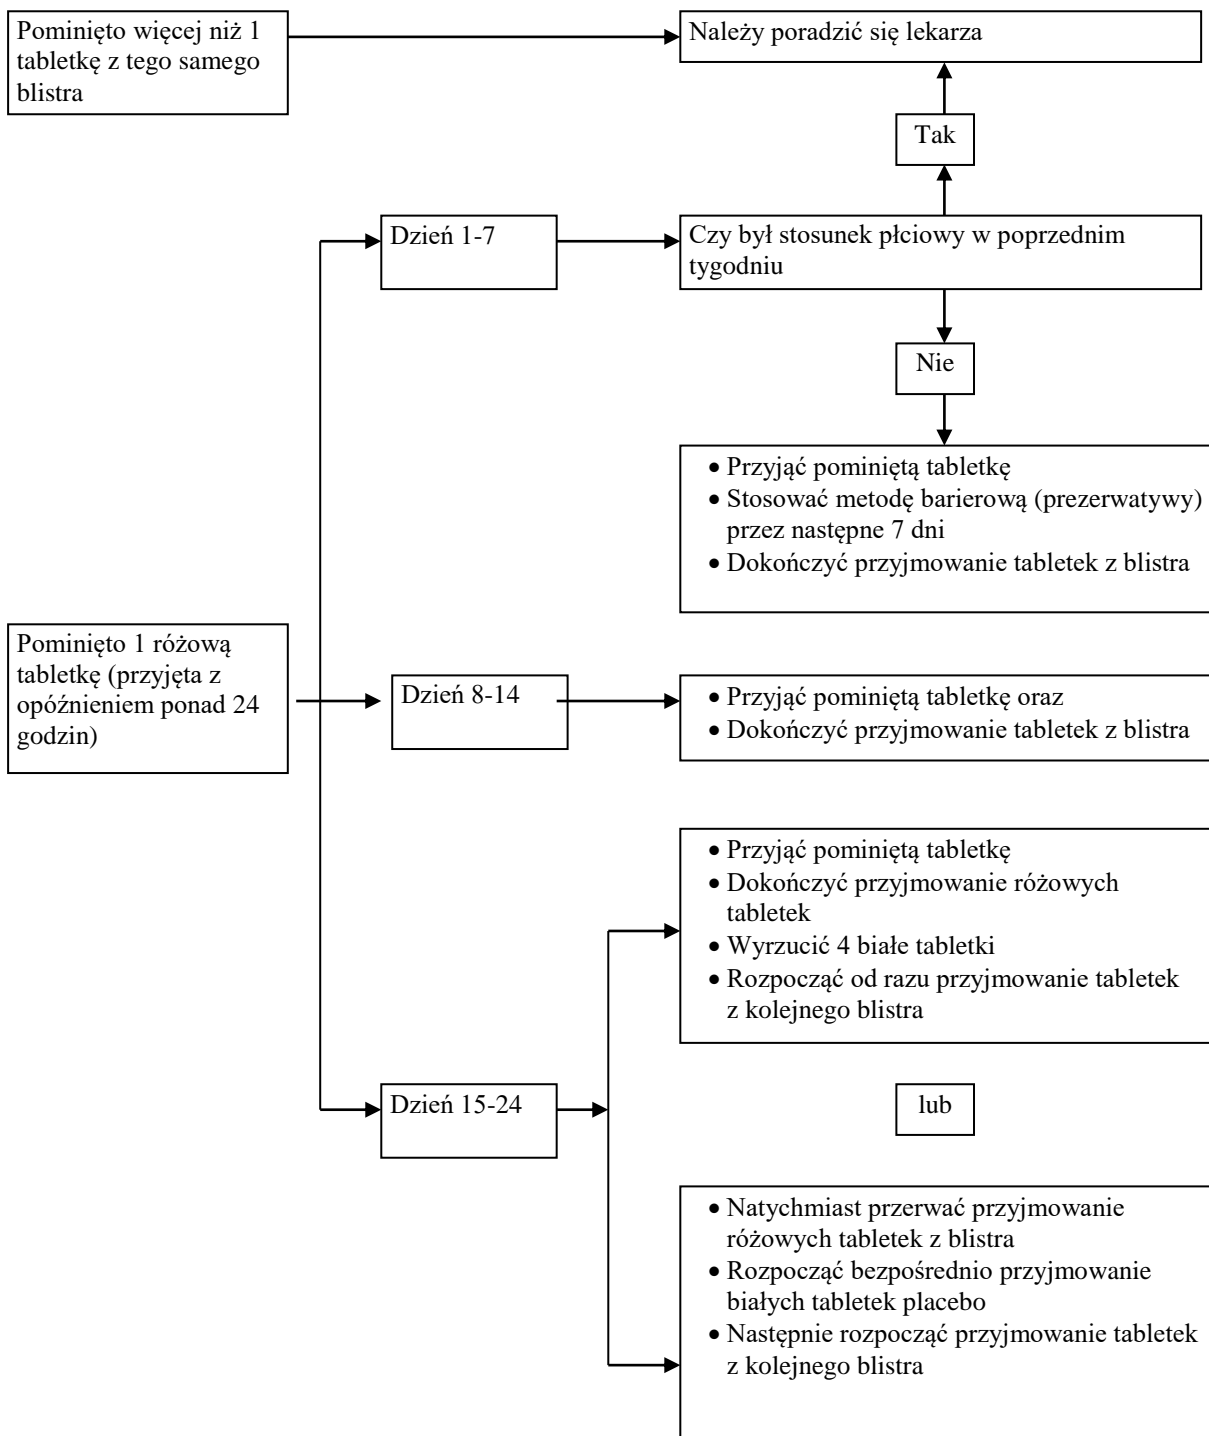 Pominięto więcej niż 1
tabletkę z tego samego
blistra
Należy poradzić się lekarza
Tak
Dzień 1-7
Czy był stosunek płciowy w poprzednim
tygodniu
Nie
• Przyjąć pominiętą tabletkę
• Stosować metodę barierową (prezerwatywy)
przez następne 7 dni
• Dokończyć przyjmowanie tabletek z blistra
Pominięto 1 różową
tabletkę (przyjęta z
opóźnieniem ponad 24
godzin)
Dzień 8-14
• Przyjąć pominiętą tabletkę oraz
• Dokończyć przyjmowanie tabletek z blistra
• Przyjąć pominiętą tabletkę
• Dokończyć przyjmowanie różowych
tabletek
• Wyrzucić 4 białe tabletki
• Rozpocząć od razu przyjmowanie tabletek
z kolejnego blistra
Dzień 15-24
lub
• Natychmiast przerwać przyjmowanie
różowych tabletek z blistra
• Rozpocząć bezpośrednio przyjmowanie
białych tabletek placebo
• Następnie rozpocząć przyjmowanie tabletek
z kolejnego blistra